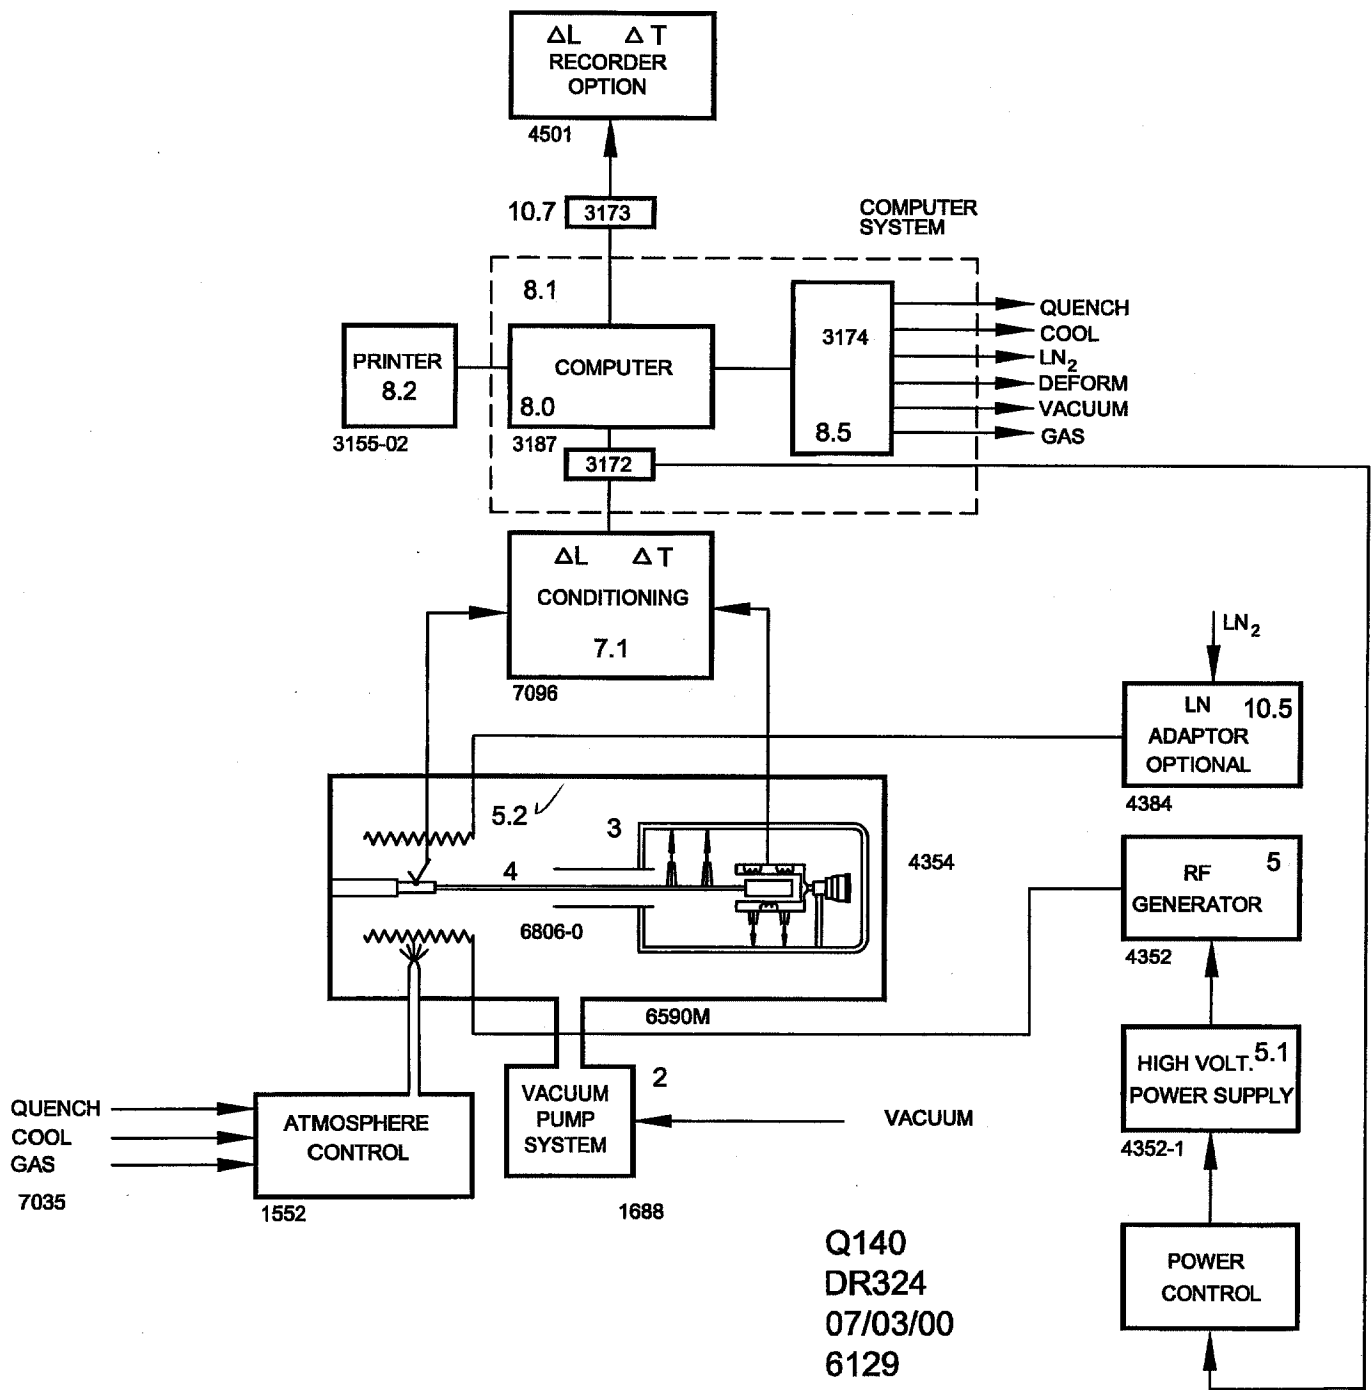 ΔL ΔT
RECORDER
OPTION
4501
10.7 3173
COMPUTER
SYSTEM
8.1
3174
8.5
QUENCH
COOL
LN2
DEFORM
VACUUM
GAS
PRINTER
8.2
3155-02
COMPUTER
8.0
3187
3172
ΔL ΔT
CONDITIONING
7.1
7096
LN2
LN 10.5
ADAPTOR
OPTIONAL
4384
5.2
3
4
6806-0
4354
RF 5
GENERATOR
4352
6590M
HIGH VOLT. 5.1
POWER SUPPLY
4352-1
VACUUM
PUMP
SYSTEM
2
VACUUM
1688
QUENCH
COOL
GAS
7035
ATMOSPHERE
CONTROL
1552
POWER
CONTROL
Q140
DR324
07/03/00
6129